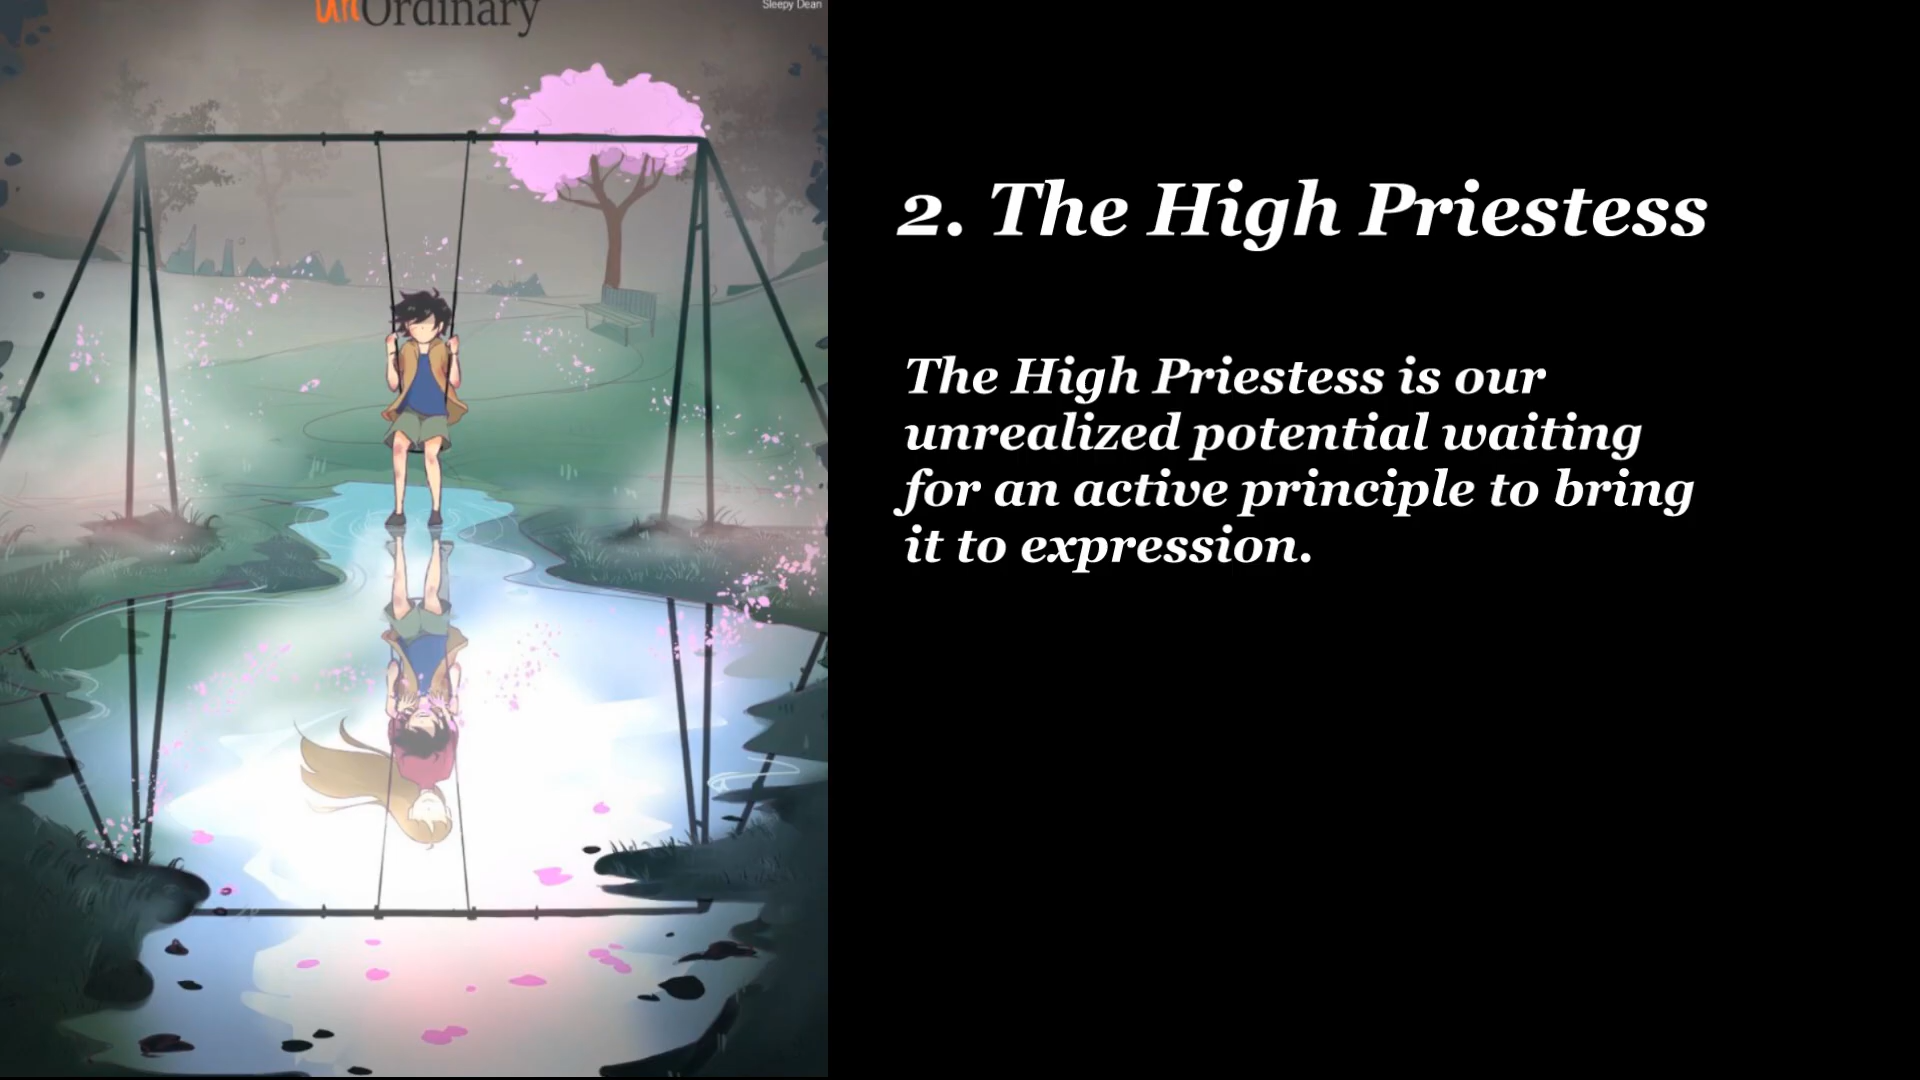 unOrdinary
Sleepy Dean
2. The High Priestess
The High Priestess is our
unrealized potential waiting
for an active principle to bring
it to expression.